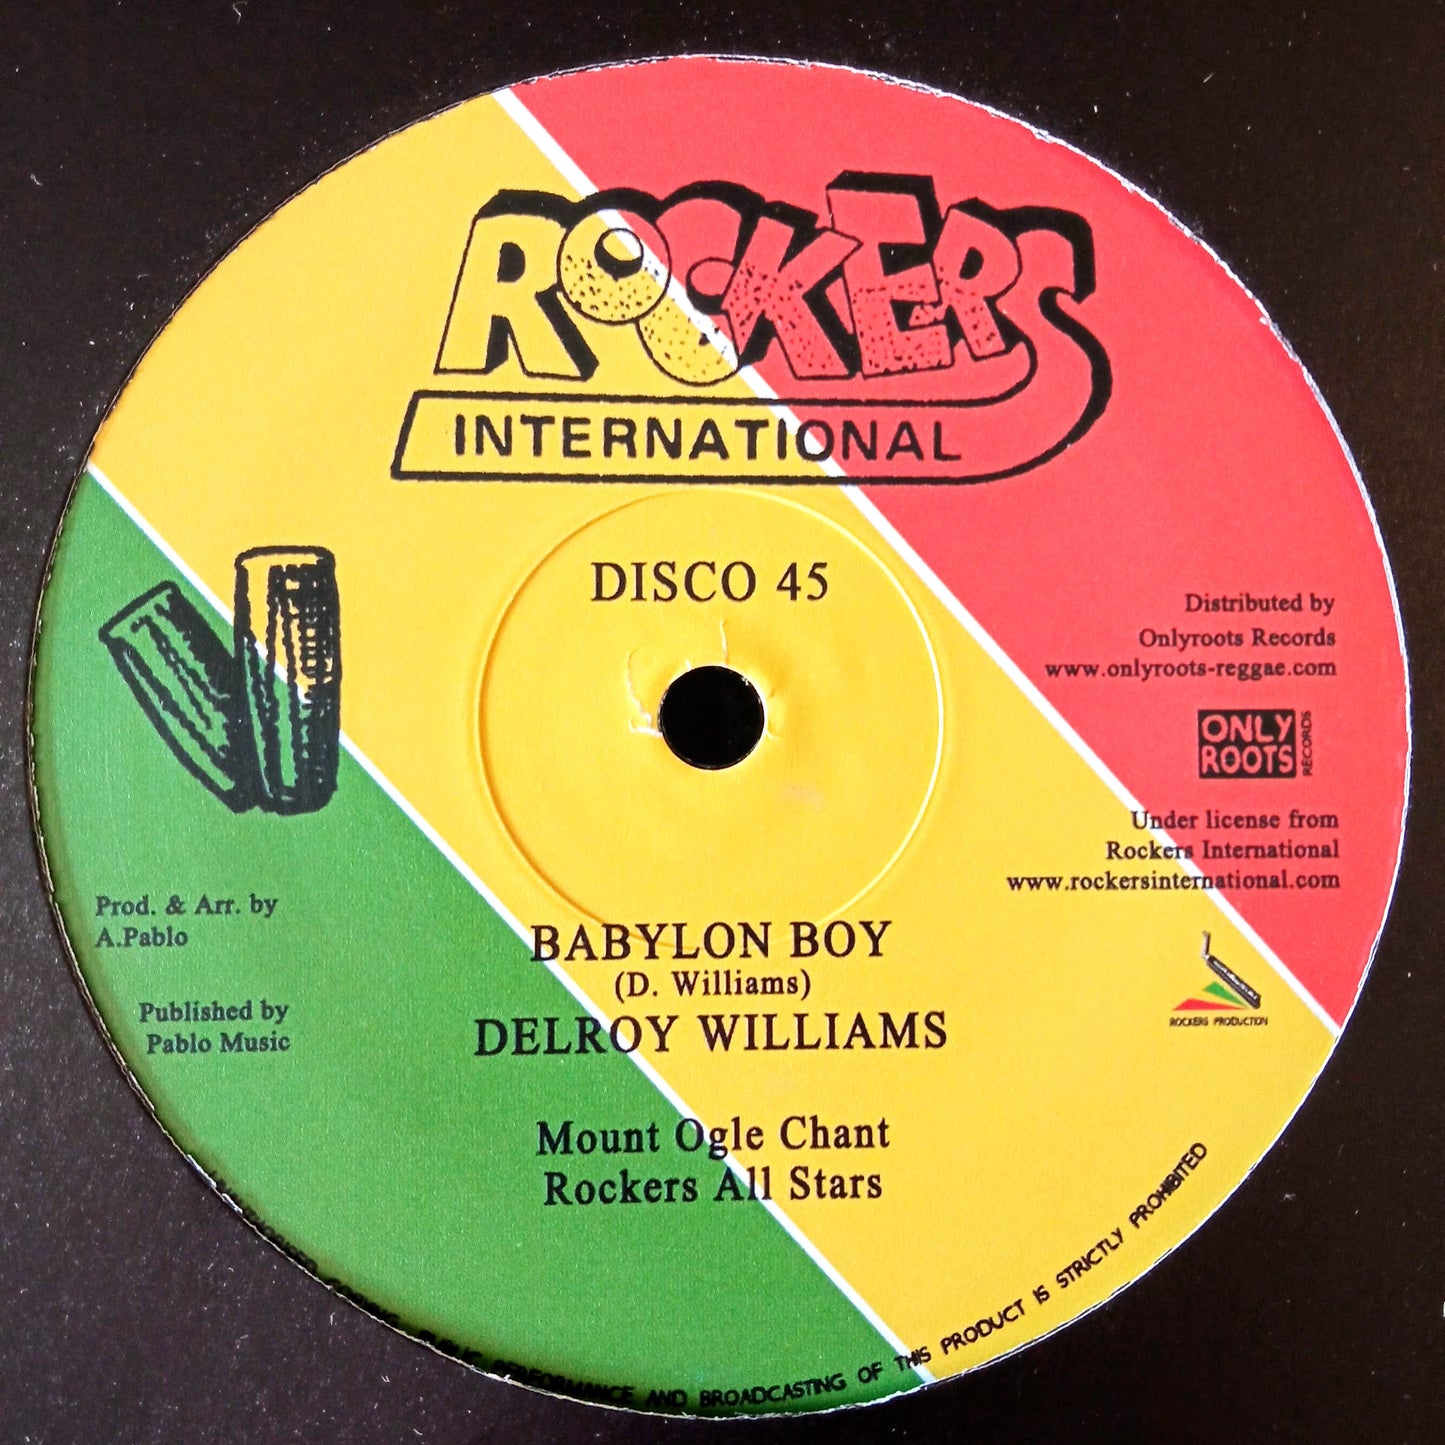 ROCKERS
INTERNATIONAL
DISCO 45
Distributed by
Onlyroots Records
www.onlyroots-reggae.com
ONLY
ROOTS
RECORDS
Under license from
Rockers International
www.rockersinternational.com
ROCKERS PRODUCTION
Prod. & Arr. by
A.Pablo
Published by
Pablo Music
BABYLON BOY
(D. Williams)
DELROY WILLIAMS
Mount Ogle Chant
Rockers All Stars
PUBLIC PERFORMANCE AND BROADCASTING OF THIS PRODUCT IS STRICTLY PROHIBITED